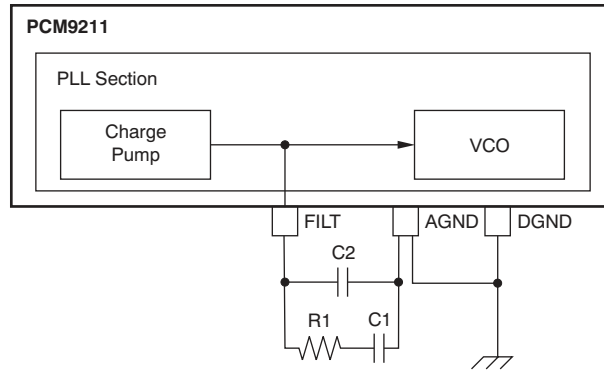 PCM9211
PLL Section
Charge
Pump
VCO
FILT
AGND
DGND
C2
R1
C1